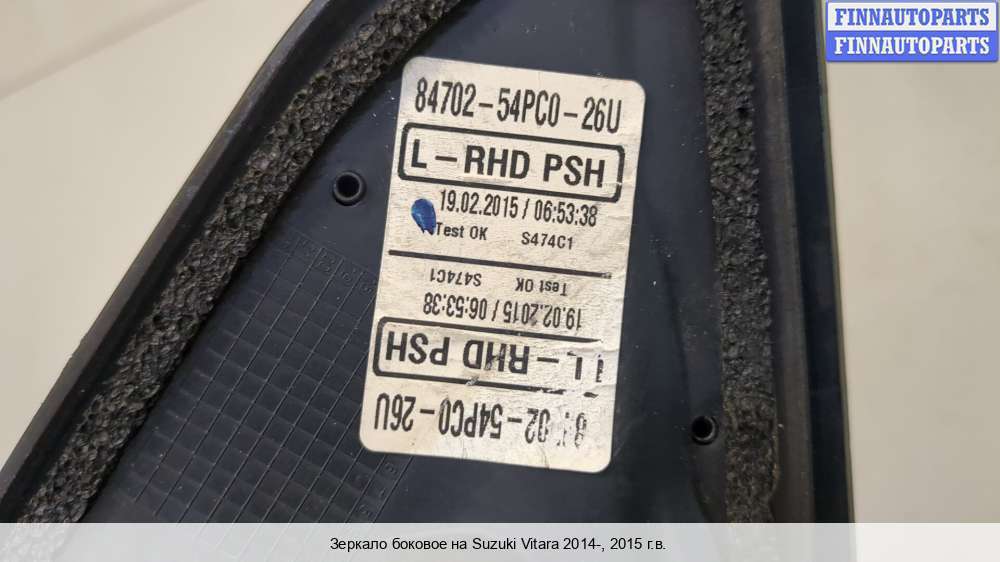 FINNAUTOPARTS
FINNAUTOPARTS
84702-54PC0-26U
L-RHD PSH
19.02.2015 / 06:53:38
Test OK S474C1
Test OK S474C1
19.02.2015 / 06:53:38
L-RHD PSH
02-54PC0-26U
Зеркало боковое на Suzuki Vitara 2014-, 2015 г.в.